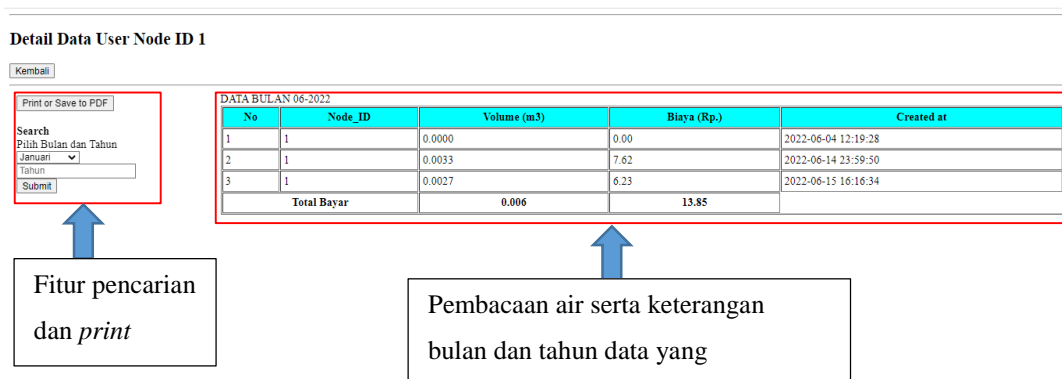 Detail Data User Node ID 1
Kembali
Print or Save to PDF
Search
Pilih Bulan dan Tahun
Januari
Tahun
Submit
DATA BULAN 06-2022
No Node_ID Volume (m3) Biaya (Rp.) Created at
1 1 0.0000 0.00 2022-06-04 12:19:28
2 1 0.0033 7.62 2022-06-14 23:59:50
3 1 0.0027 6.23 2022-06-15 16:16:34
Total Bayar 0.006 13.85
Fitur pencarian
dan print
Pembacaan air serta keterangan
bulan dan tahun data yang